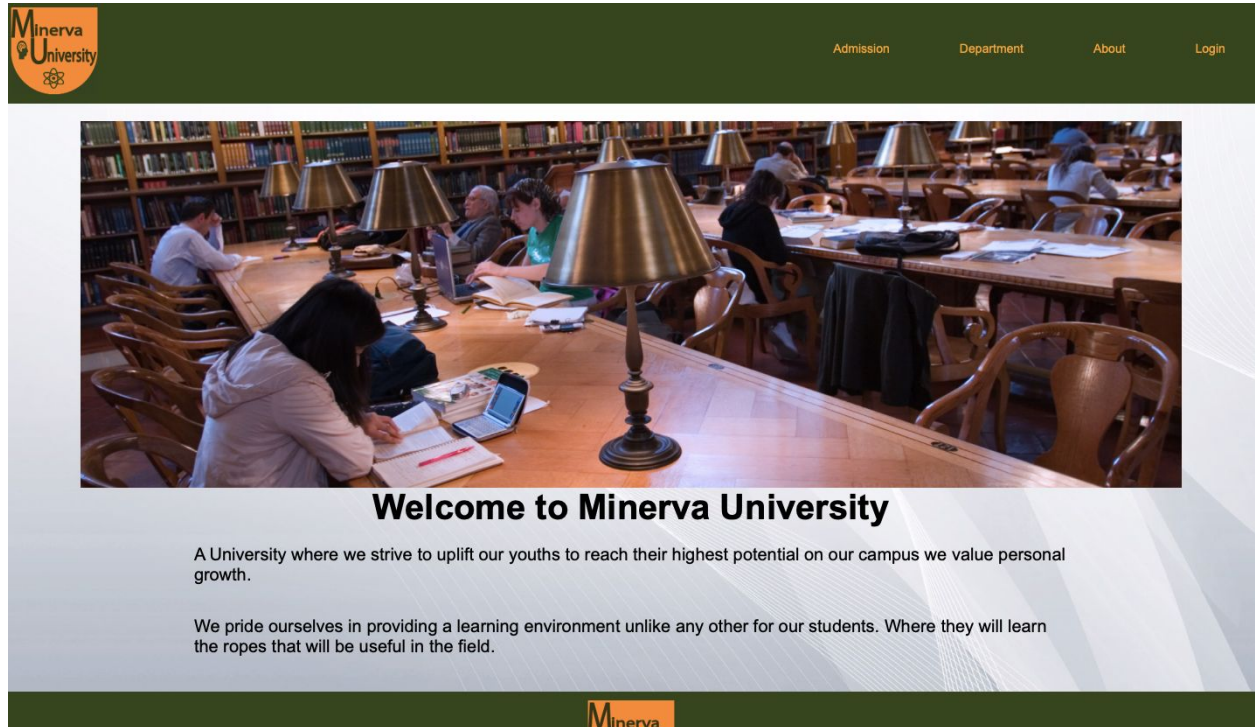 Minerva
University
Admission Department About Login
Welcome to Minerva University
A University where we strive to uplift our youths to reach their highest potential on our campus we value personal
growth.
We pride ourselves in providing a learning environment unlike any other for our students. Where they will learn
the ropes that will be useful in the field.
Minerva